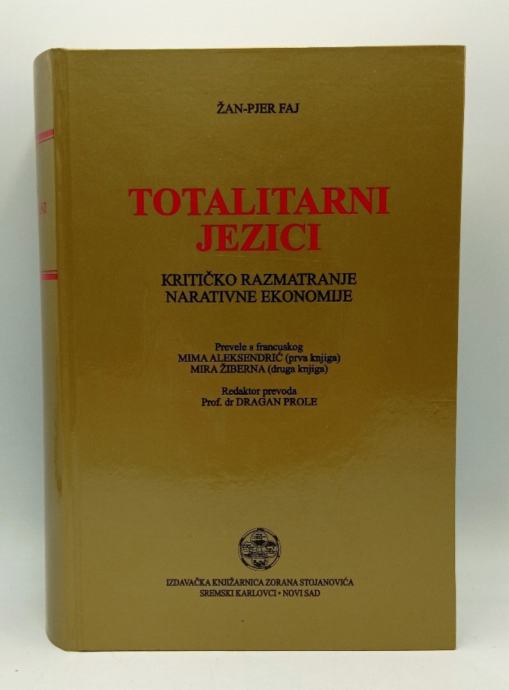 ŽAN-PJER FAJ
TOTALITARNI
JEZICI
KRITIČKO RAZMATRANJE
NARATIVNE EKONOMIJE
Prevele s francuskog
MIMA ALEKSENDRIĆ (prva knjiga)
MIRA ŽIBERNA (druga knjiga)
Redaktor prevoda
Prof. dr DRAGAN PROLE
IZDAVAČKA KNJIŽARNICA ZORANA STOJANOVIĆA
SREMSKI KARLOVCI • NOVI SAD